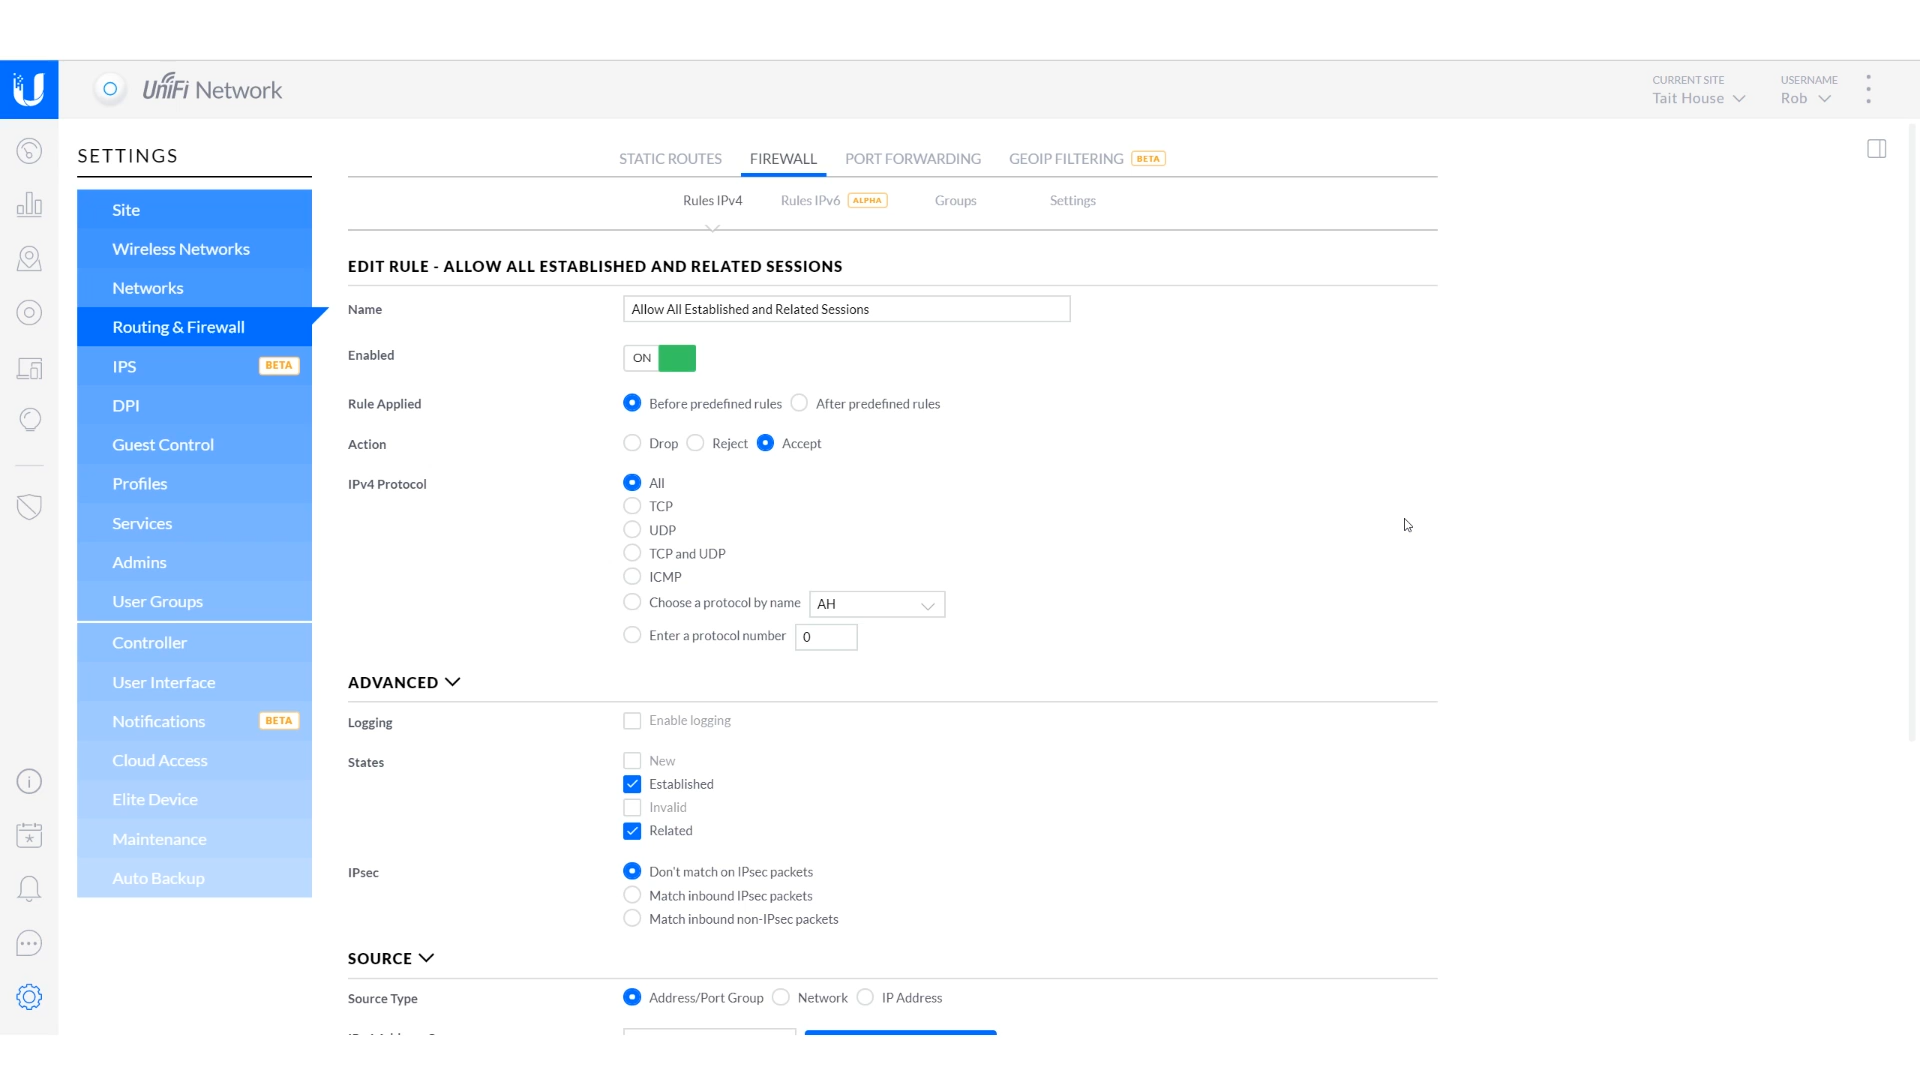 UniFi Network
CURRENT SITE
Tait House
USERNAME
Rob
SETTINGS
Site
Wireless Networks
Networks
Routing & Firewall
IPS BETA
DPI
Guest Control
Profiles
Services
Admins
User Groups
Controller
User Interface
Notifications BETA
Cloud Access
Elite Device
Maintenance
Auto Backup
STATIC ROUTES FIREWALL PORT FORWARDING GEOIP FILTERING BETA
Rules IPv4 Rules IPv6 ALPHA Groups Settings
EDIT RULE - ALLOW ALL ESTABLISHED AND RELATED SESSIONS
Name Allow All Established and Related Sessions
Enabled ON
Rule Applied Before predefined rules After predefined rules
Action Drop Reject Accept
IPv4 Protocol All
TCP
UDP
TCP and UDP
ICMP
Choose a protocol by name AH
Enter a protocol number 0
ADVANCED
Logging Enable logging
States New
Established
Invalid
Related
IPsec Don't match on IPsec packets
Match inbound IPsec packets
Match inbound non-IPsec packets
SOURCE
Source Type Address/Port Group Network IP Address